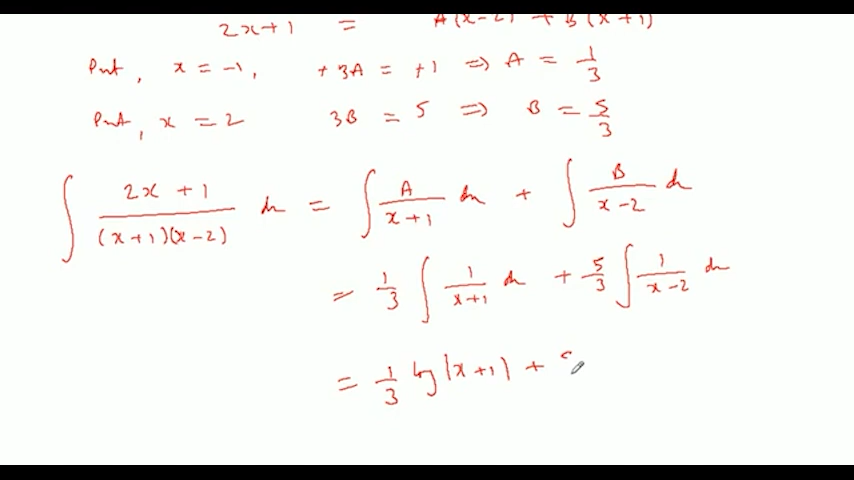 2x+1 = A(x-2) + B(x+1)
Put, x = -1, +3A = +1 => A = 1/3
Put, x = 2 3B = 5 => B = 5/3
∫ (2x+1)/((x+1)(x-2)) dx = ∫ A/(x+1) dx + ∫ B/(x-2) dx
= 1/3 ∫ 1/(x+1) dx + 5/3 ∫ 1/(x-2) dx
= 1/3 log|x+1| +